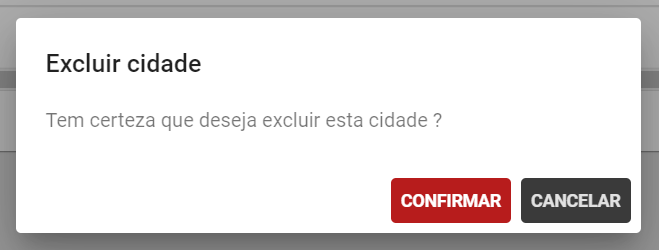 Excluir cidade
Tem certeza que deseja excluir esta cidade ?
CONFIRMAR CANCELAR